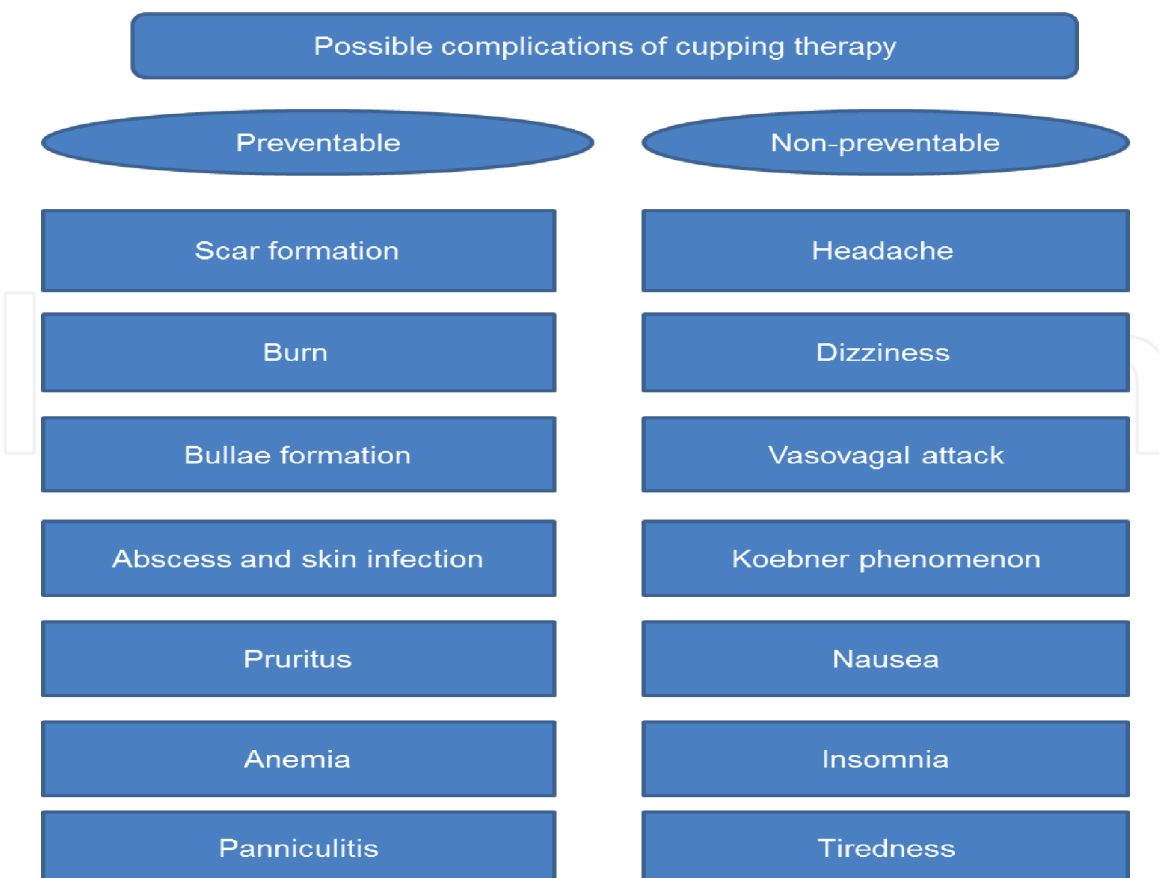 Possible complications of cupping therapy
Preventable
Non-preventable
Scar formation
Headache
Burn
Dizziness
Bullae formation
Vasovagal attack
Abscess and skin infection
Koebner phenomenon
Pruritus
Nausea
Anemia
Insomnia
Panniculitis
Tiredness